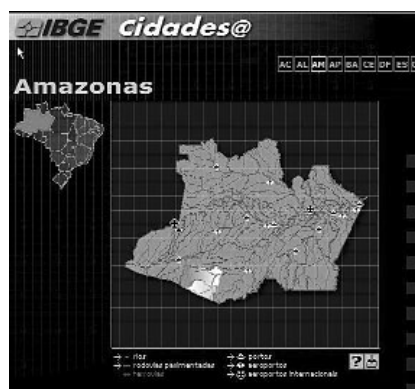 IBGE cidades@
AC AL AM AP BA CE DF ES
Amazonas
rios
rodovias pavimentadas
ferrovias
portos
aeroportos
aeroportos internacionais
?